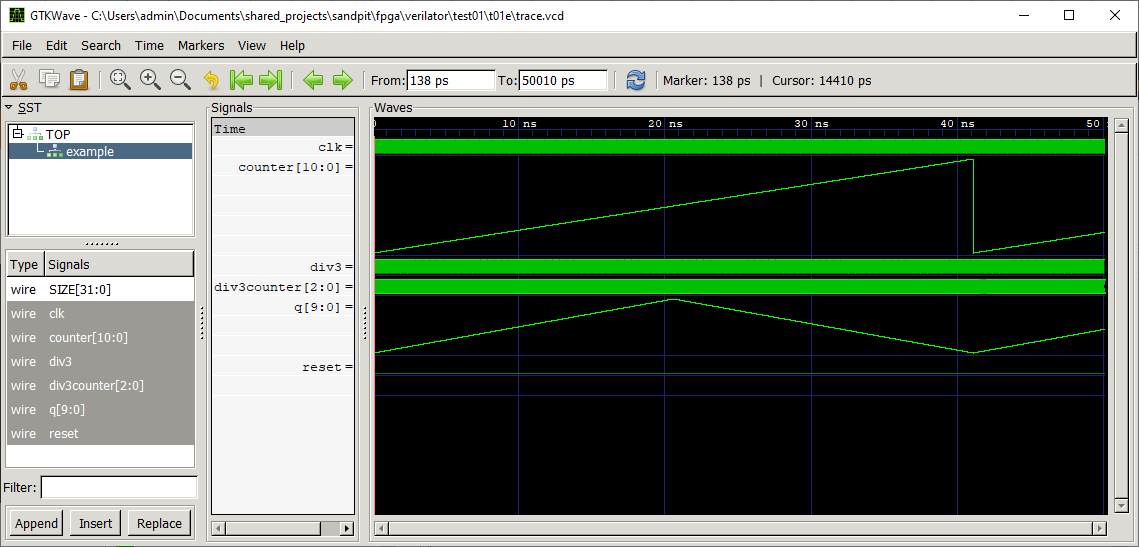 GTKWave - C:\Users\admin\Documents\shared_projects\sandpit\fpga\verilator\test01\t01e\trace.vcd
File Edit Search Time Markers View Help
From: 138 ps To: 50010 ps Marker: 138 ps | Cursor: 14410 ps
SST
TOP
example
Type Signals
wire SIZE[31:0]
wire clk
wire counter[10:0]
wire div3
wire div3counter[2:0]
wire q[9:0]
wire reset
Filter:
Append Insert Replace
Signals
Time
clk =
counter[10:0] =
div3 =
div3counter[2:0] =
q[9:0] =
reset =
Waves
10 ns 20 ns 30 ns 40 ns 50